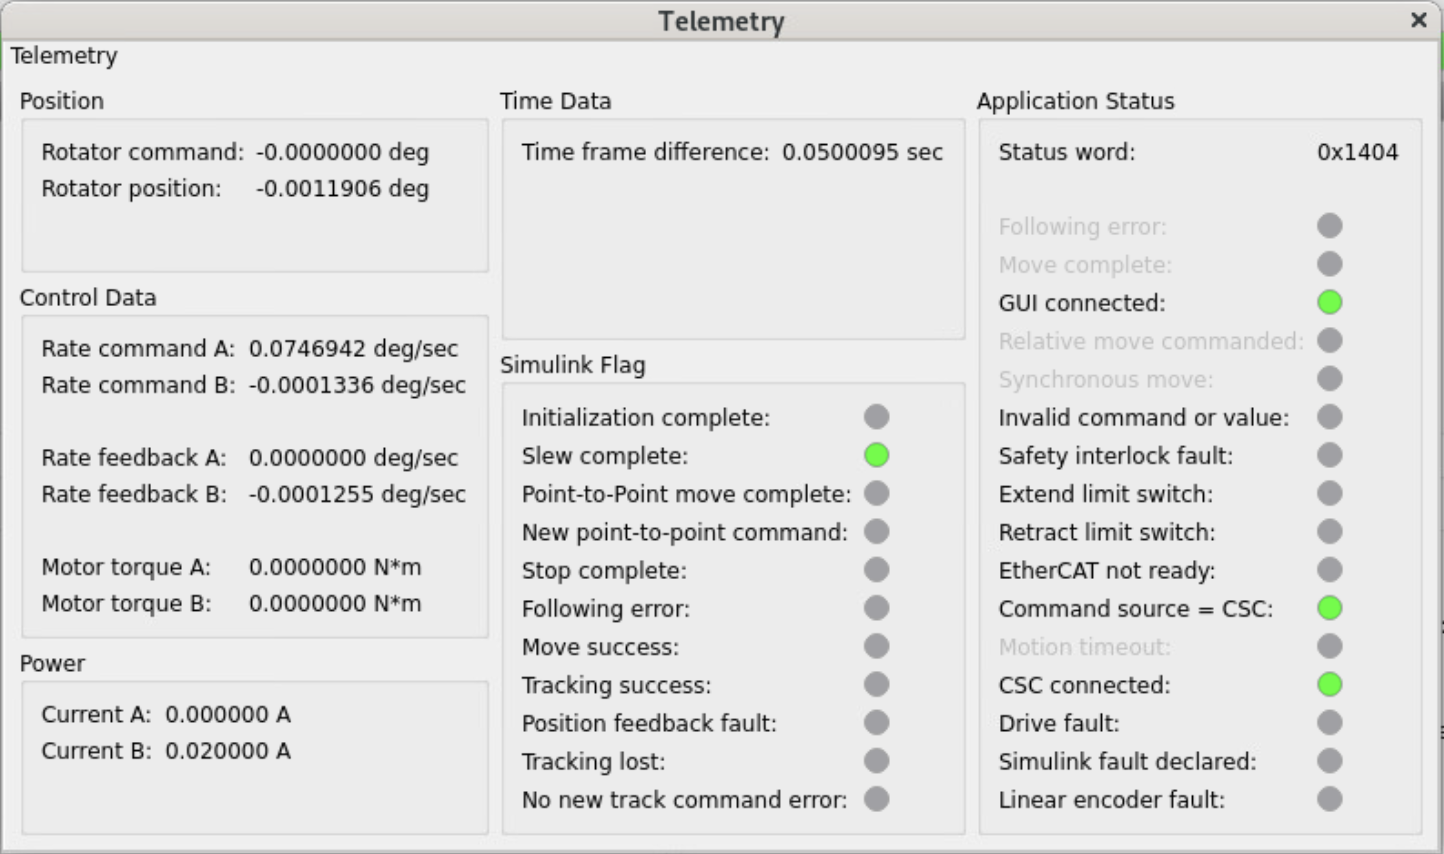 Telemetry
Telemetry
Position
Rotator command: -0.0000000 deg
Rotator position: -0.0011906 deg
Control Data
Rate command A: 0.0746942 deg/sec
Rate command B: -0.0001336 deg/sec
Rate feedback A: 0.0000000 deg/sec
Rate feedback B: -0.0001255 deg/sec
Motor torque A: 0.0000000 N*m
Motor torque B: 0.0000000 N*m
Power
Current A: 0.000000 A
Current B: 0.020000 A
Time Data
Time frame difference: 0.0500095 sec
Simulink Flag
Initialization complete:
Slew complete:
Point-to-Point move complete:
New point-to-point command:
Stop complete:
Following error:
Move success:
Tracking success:
Position feedback fault:
Tracking lost:
No new track command error:
Application Status
Status word: 0x1404
Following error:
Move complete:
GUI connected:
Relative move commanded:
Synchronous move:
Invalid command or value:
Safety interlock fault:
Extend limit switch:
Retract limit switch:
EtherCAT not ready:
Command source = CSC:
Motion timeout:
CSC connected:
Drive fault:
Simulink fault declared:
Linear encoder fault: